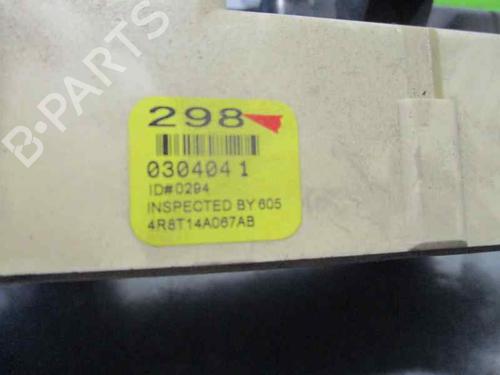 B-PARTS
298
0304041
ID#0294
INSPECTED BY 605
4R8T14A067AB